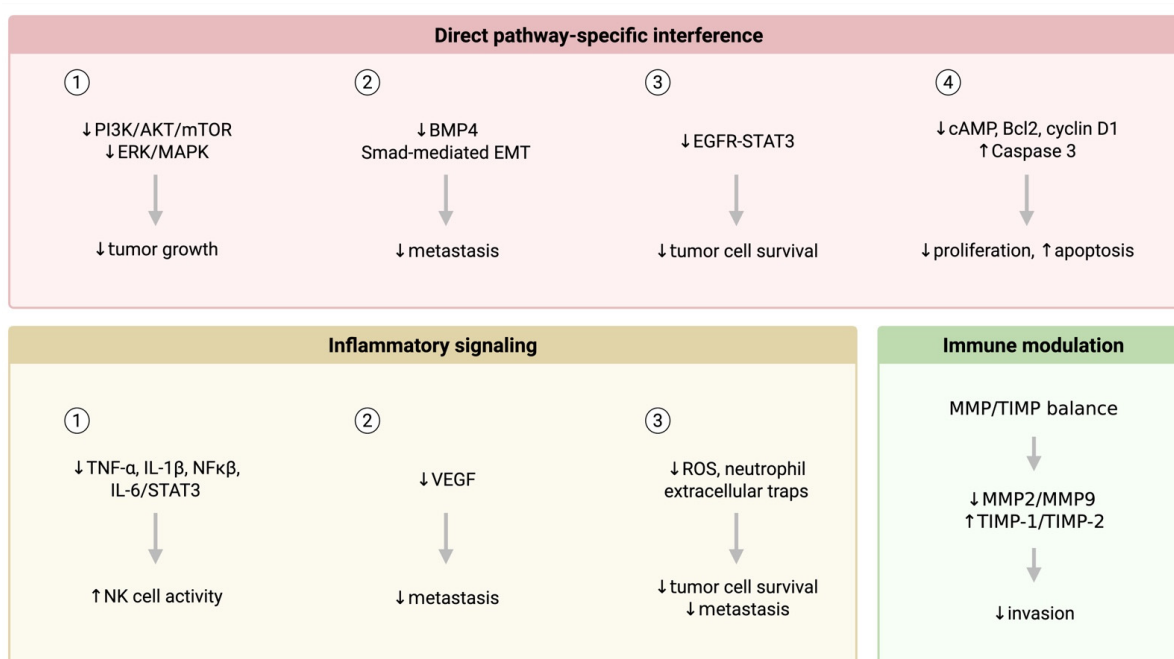 Direct pathway-specific interference
1
↓PI3K/AKT/mTOR
↓ERK/MAPK
↓tumor growth
2
↓BMP4
Smad-mediated EMT
↓metastasis
3
↓EGFR-STAT3
↓tumor cell survival
4
↓cAMP, Bcl2, cyclin D1
↑Caspase 3
↓proliferation, ↑apoptosis
Inflammatory signaling
1
↓TNF-α, IL-1β, NFκβ,
IL-6/STAT3
↑NK cell activity
2
↓VEGF
↓metastasis
3
↓ROS, neutrophil
extracellular traps
↓tumor cell survival
↓metastasis
Immune modulation
MMP/TIMP balance
↓MMP2/MMP9
↑TIMP-1/TIMP-2
↓invasion